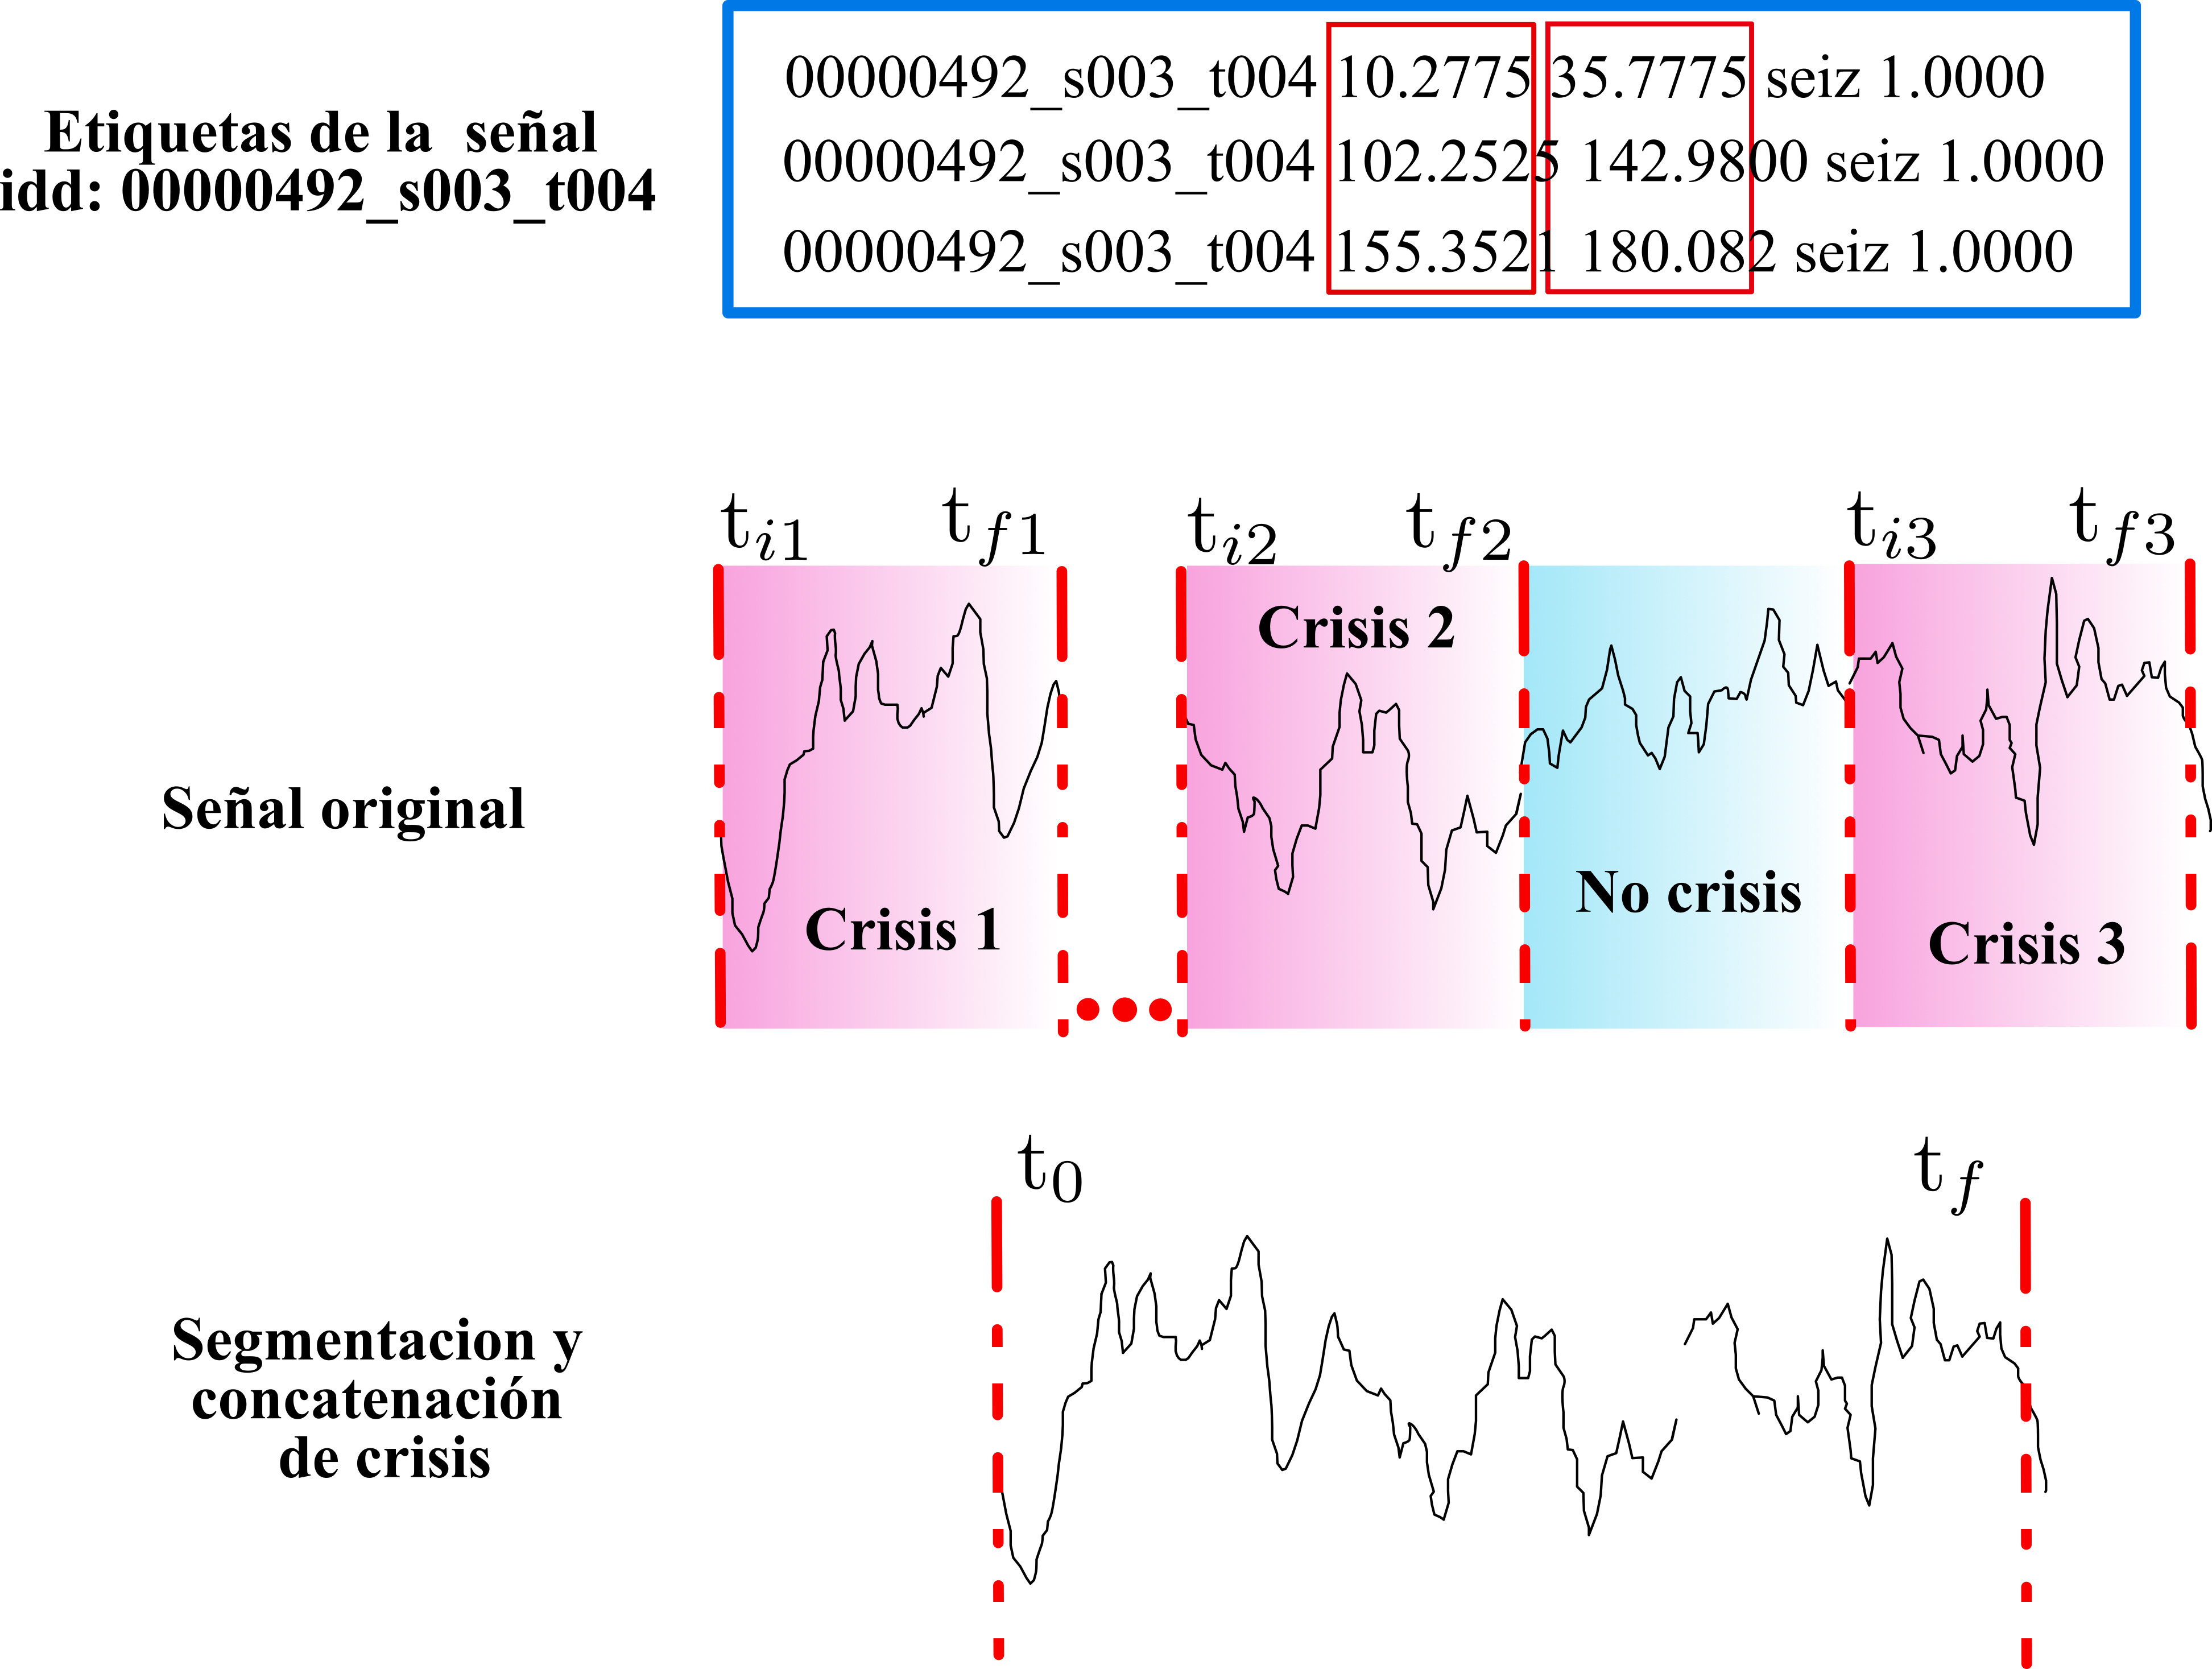 Etiquetas de la señal
idd: 00000492_s003_t004
00000492_s003_t004 10.2775 35.7775 seiz 1.0000
00000492_s003_t004 102.2525 142.9800 seiz 1.0000
00000492_s003_t004 155.3521 180.082 seiz 1.0000
t_{i1} t_{f1} t_{i2} t_{f2} t_{i3} t_{f3}
Crisis 2
Señal original
No crisis
Crisis 1
Crisis 3
t_0 t_f
Segmentacion y
concatenación
de crisis